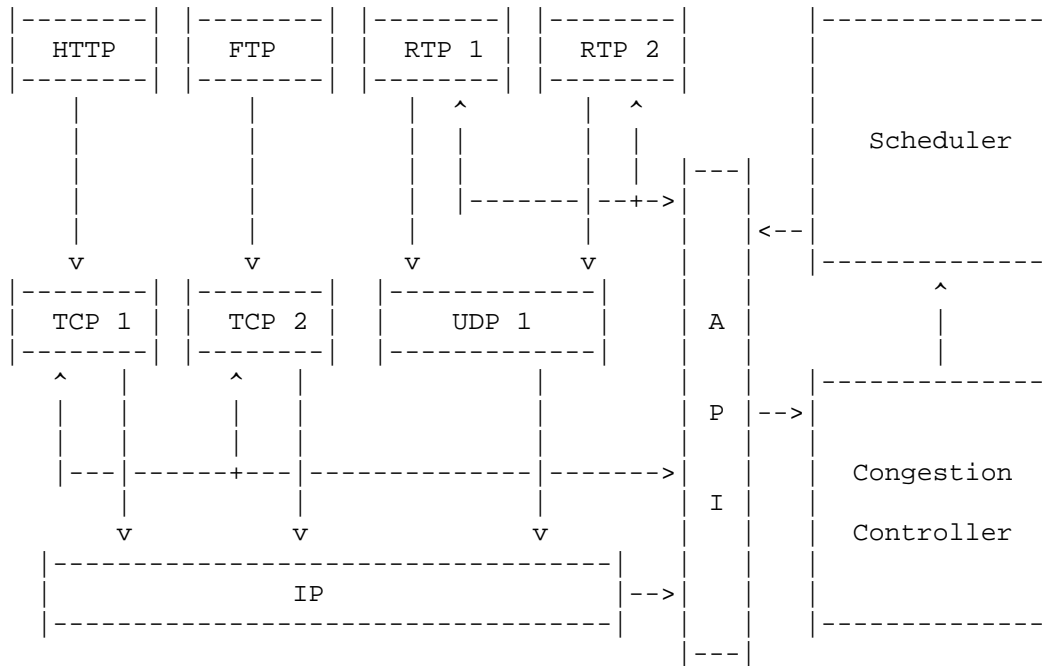 HTTP FTP RTP 1 RTP 2
Scheduler
TCP 1 TCP 2 UDP 1 A
P
Congestion
I
Controller
IP